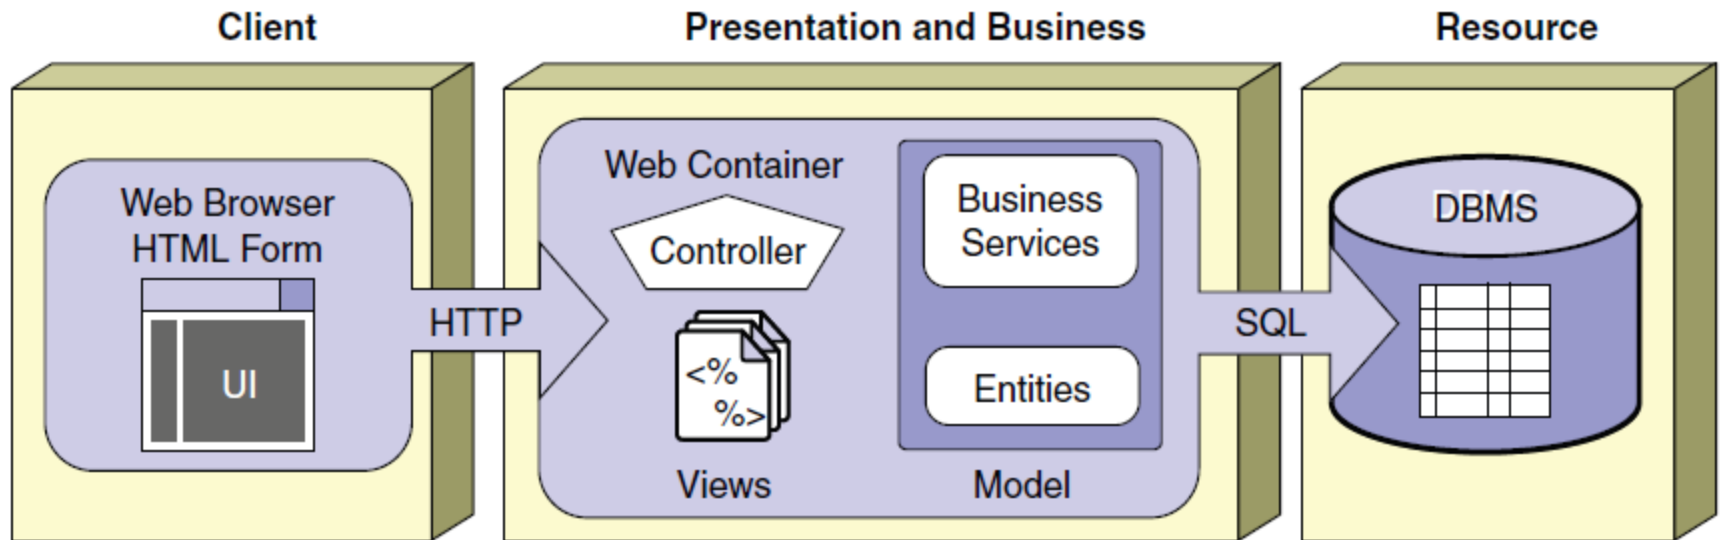 Client
Presentation and Business
Resource
Web Browser
HTML Form
UI
HTTP
Web Container
Controller
<%
%>
Views
Business
Services
Entities
Model
SQL
DBMS